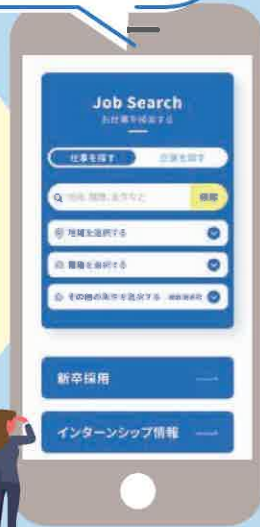 Job Search
お仕事を検索する
仕事を探す
企業を探す
地域、職種、条件など
検索
地域を選択する
職種を選択する
その他の条件を選択する
新卒採用
インターンシップ情報